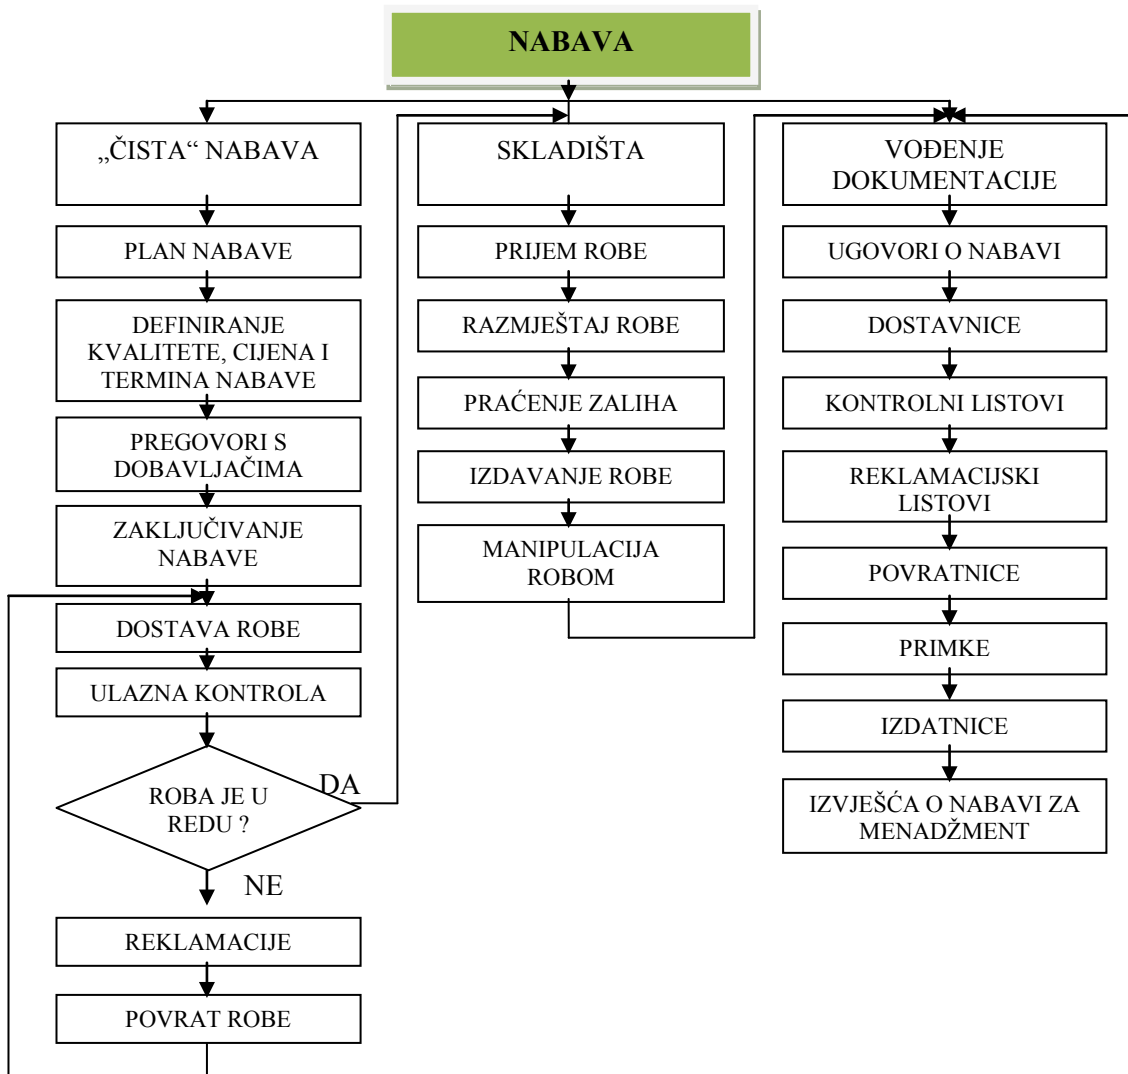 NABAVA
„ČISTA“ NABAVA
PLAN NABAVE
DEFINIRANJE
KVALITETE, CIJENA I
TERMINA NABAVE
PREGOVORI S
DOBAVLJAČIMA
ZAKLJUČIVANJE
NABAVE
DOSTAVA ROBE
ULAZNA KONTROLA
ROBA JE U
REDU ?
DA
NE
REKLAMACIJE
POVRAT ROBE
SKLADIŠTA
PRIJEM ROBE
RAZMJEŠTAJ ROBE
PRAĆENJE ZALIHA
IZDAVANJE ROBE
MANIPULACIJA
ROBOM
VOĐENJE
DOKUMENTACIJE
UGOVORI O NABAVI
DOSTAVNICE
KONTROLNI LISTOVI
REKLAMACIJSKI
LISTOVI
POVRATNICE
PRIMKE
IZDATNICE
IZVJEŠĆA O NABAVI ZA
MENADŽMENT